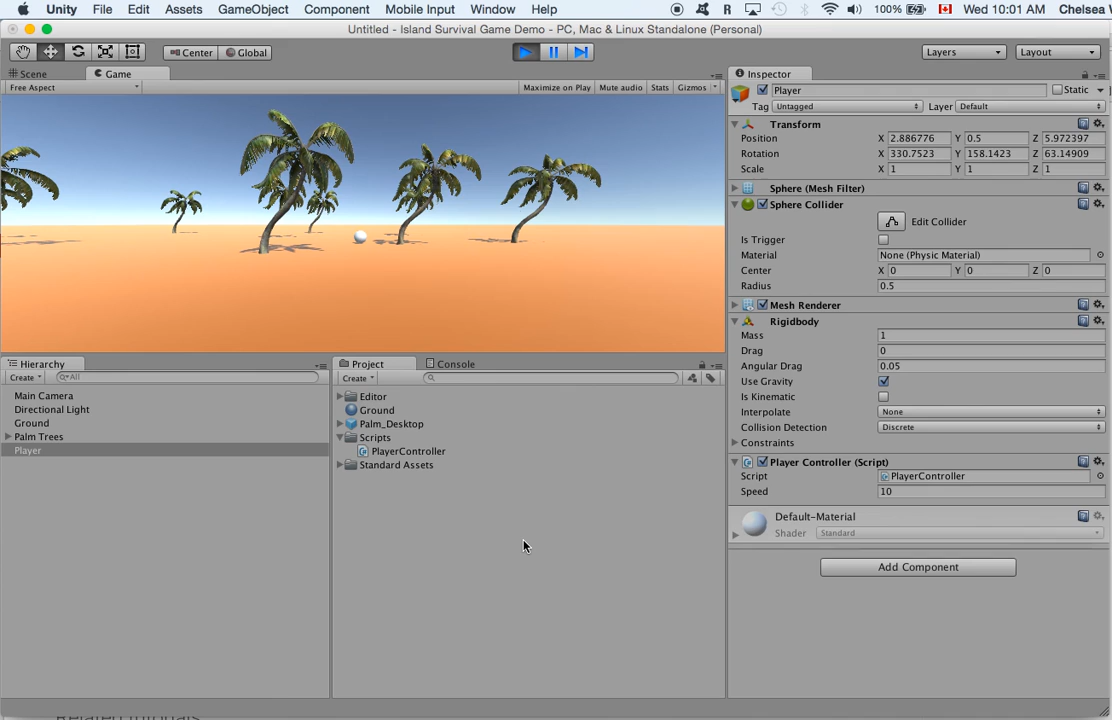 Unity File Edit Assets GameObject Component Mobile Input Window Help R 100% Wed 10:01 AM Chelsea
Untitled - Island Survival Game Demo - PC, Mac & Linux Standalone (Personal)
Center Global Layers Layout
Scene Game
Free Aspect Maximize on Play Mute audio Stats Gizmos
Hierarchy
Create All
Main Camera
Directional Light
Ground
Palm Trees
Player
Project Console
Create
Editor
Ground
Palm_Desktop
Scripts
PlayerController
Standard Assets
Inspector
Player Static
Tag Untagged Layer Default
Transform
Position X 2.886776 Y 0.5 Z 5.972397
Rotation X 330.7523 Y 158.1423 Z 63.14909
Scale X 1 Y 1 Z 1
Sphere (Mesh Filter)
Sphere Collider
Edit Collider
Is Trigger
Material None (Physic Material)
Center X 0 Y 0 Z 0
Radius 0.5
Mesh Renderer
Rigidbody
Mass 1
Drag 0
Angular Drag 0.05
Use Gravity
Is Kinematic
Interpolate None
Collision Detection Discrete
Constraints
Player Controller (Script)
Script PlayerController
Speed 10
Default-Material
Shader Standard
Add Component